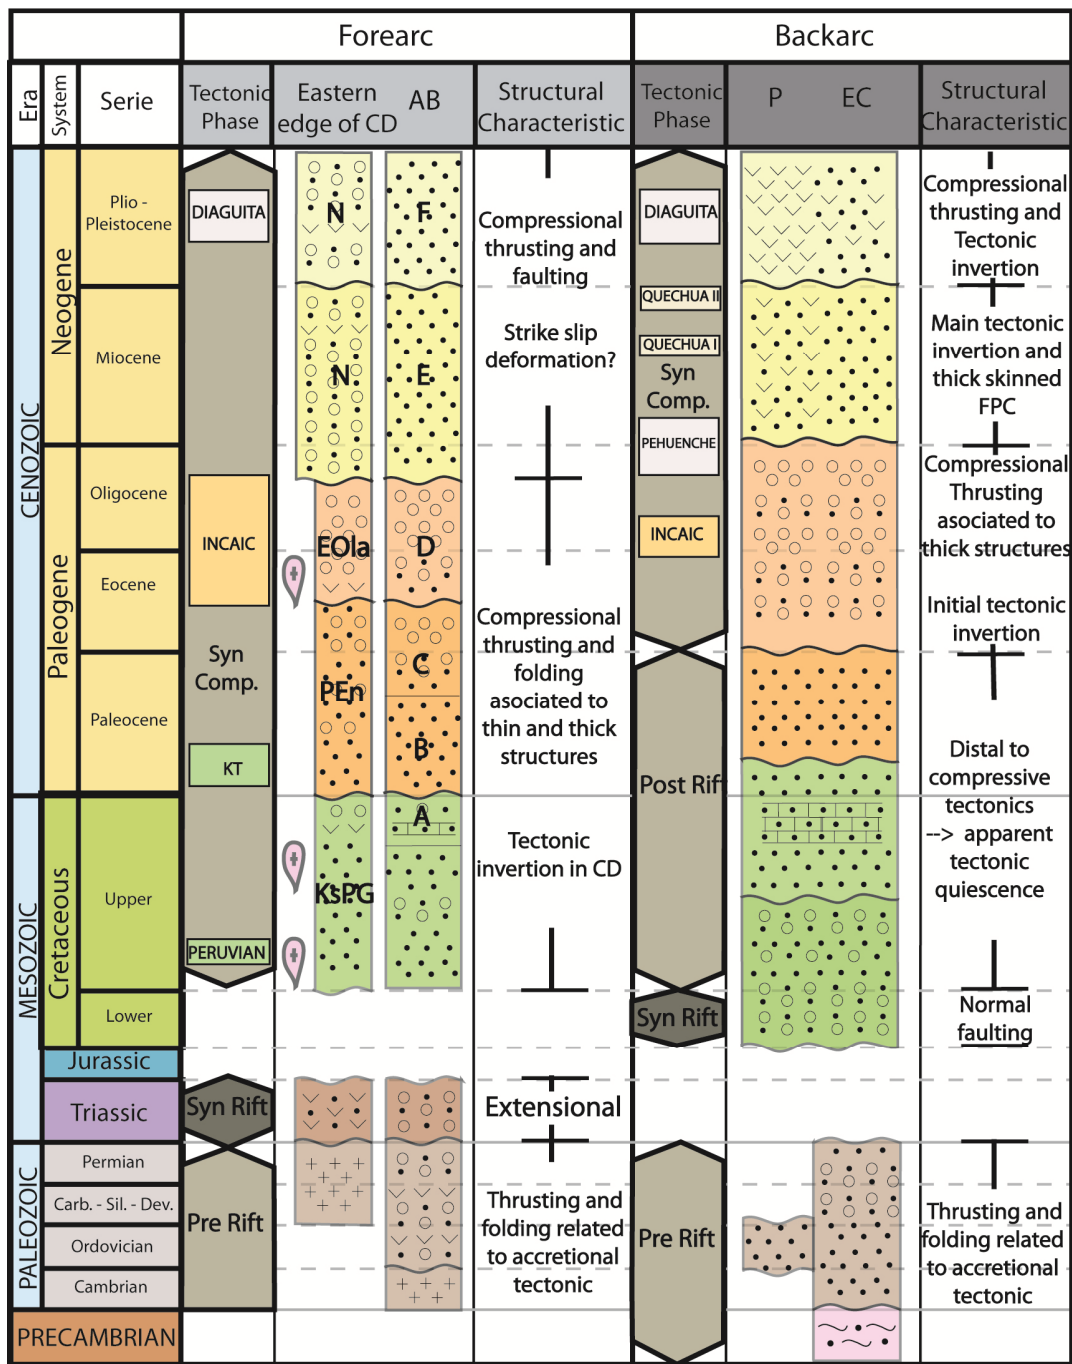 Forearc
Backarc
Era
System
Serie
Tectonic
Phase
Eastern
edge of CD
AB
Structural
Characteristic
Tectonic
Phase
P
EC
Structural
Characteristic
CENOZOIC
Neogene
Plio -
Pleistocene
Miocene
Paleogene
Oligocene
Eocene
Paleocene
MESOZOIC
Cretaceous
Upper
Lower
Jurassic
Triassic
PALEOZOIC
Permian
Carb. - Sil. - Dev.
Ordovician
Cambrian
PRECAMBRIAN
DIAGUITA
INCAIC
Syn
Comp.
KT
PERUVIAN
Syn Rift
Pre Rift
N
N
EOla
PEn
KsPG
F
E
D
C
B
A
Compressional
thrusting and
faulting
Strike slip
deformation?
Compressional
thrusting and
folding
asociated to
thin and thick
structures
Tectonic
invertion in CD
Extensional
Thrusting and
folding related
to accretional
tectonic
DIAGUITA
QUECHUA II
QUECHUA I
Syn
Comp.
PEHUENCHE
INCAIC
Post Rift
Syn Rift
Pre Rift
Compressional
thrusting and
Tectonic
invertion
Main tectonic
invertion and
thick skinned
FPC
Compressional
Thrusting
asociated to
thick structures
Initial tectonic
invertion
Distal to
compressive
tectonics
--> apparent
tectonic
quiescence
Normal
faulting
Thrusting and
folding related
to accretional
tectonic